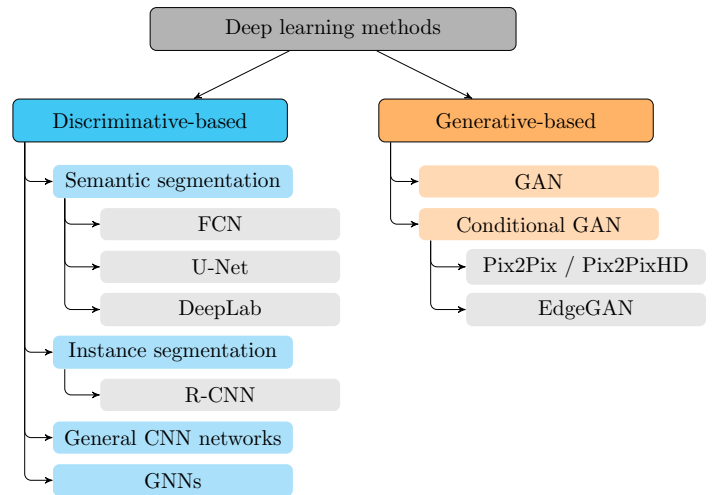 Deep learning methods
Discriminative-based
Semantic segmentation
FCN
U-Net
DeepLab
Instance segmentation
R-CNN
General CNN networks
GNNs
Generative-based
GAN
Conditional GAN
Pix2Pix / Pix2PixHD
EdgeGAN